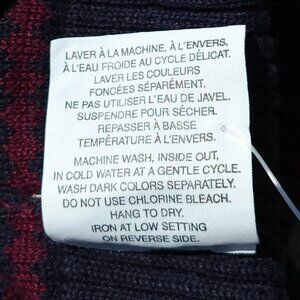 LAVER À LA MACHINE, À L'ENVERS,
À L'EAU FROIDE AU CYCLE DÉLICAT.
LAVER LES COULEURS
FONCÉES SÉPARÉMENT.
NE PAS UTILISER L'EAU DE JAVEL.
SUSPENDRE POUR SÉCHER.
REPASSER À BASSE
TEMPÉRATURE À L'ENVERS.
MACHINE WASH, INSIDE OUT,
IN COLD WATER AT A GENTLE CYCLE.
WASH DARK COLORS SEPARATELY.
DO NOT USE CHLORINE BLEACH.
HANG TO DRY.
IRON AT LOW SETTING
ON REVERSE SIDE.